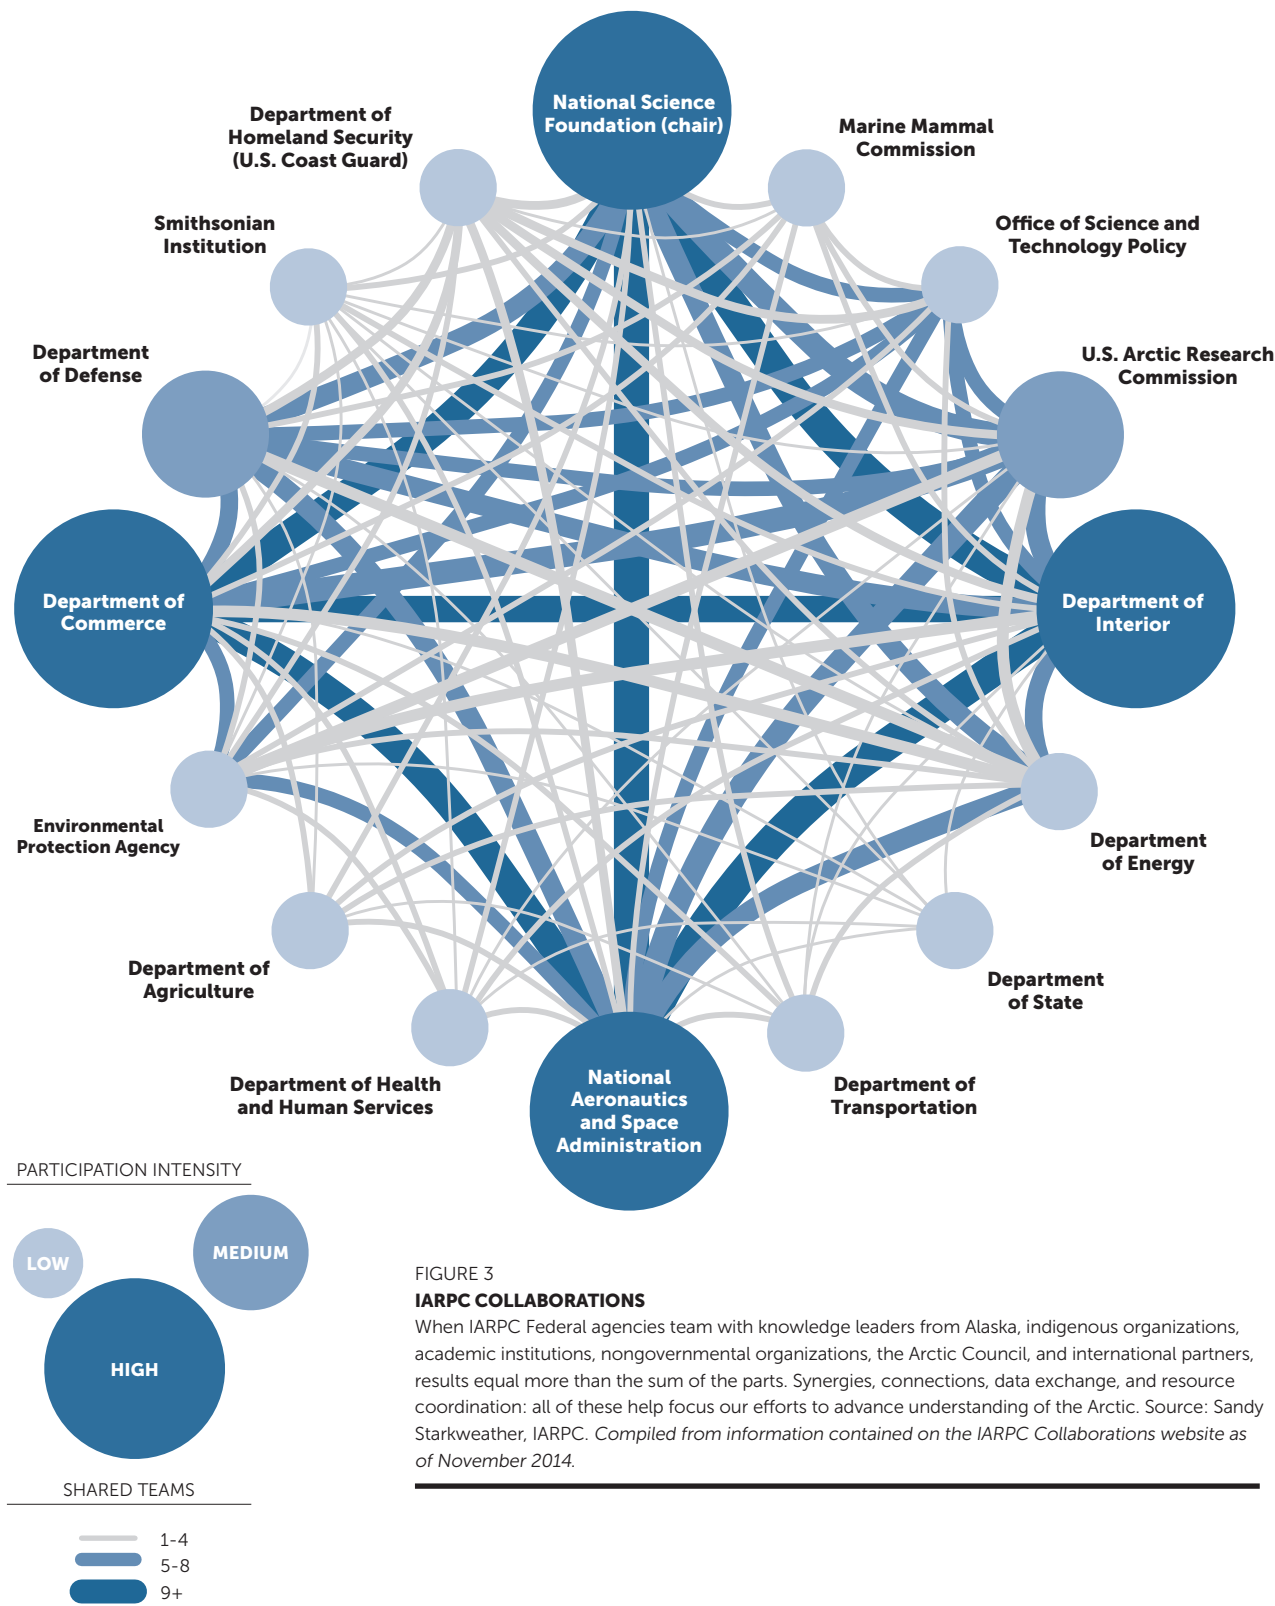 National Science
Foundation (chair)
Department of
Homeland Security
(U.S. Coast Guard)
Marine Mammal
Commission
Smithsonian
Institution
Office of Science and
Technology Policy
Department
of Defense
U.S. Arctic Research
Commission
Department of
Commerce
Department of
Interior
Environmental
Protection Agency
Department
of Energy
Department of
Agriculture
Department
of State
Department of Health
and Human Services
National
Aeronautics
and Space
Administration
Department of
Transportation
PARTICIPATION INTENSITY
LOW
MEDIUM
HIGH
SHARED TEAMS
1-4
5-8
9+
FIGURE 3
IARPC COLLABORATIONS
When IARPC Federal agencies team with knowledge leaders from Alaska, indigenous organizations,
academic institutions, nongovernmental organizations, the Arctic Council, and international partners,
results equal more than the sum of the parts. Synergies, connections, data exchange, and resource
coordination: all of these help focus our efforts to advance understanding of the Arctic. Source: Sandy
Starkweather, IARPC. Compiled from information contained on the IARPC Collaborations website as
of November 2014.